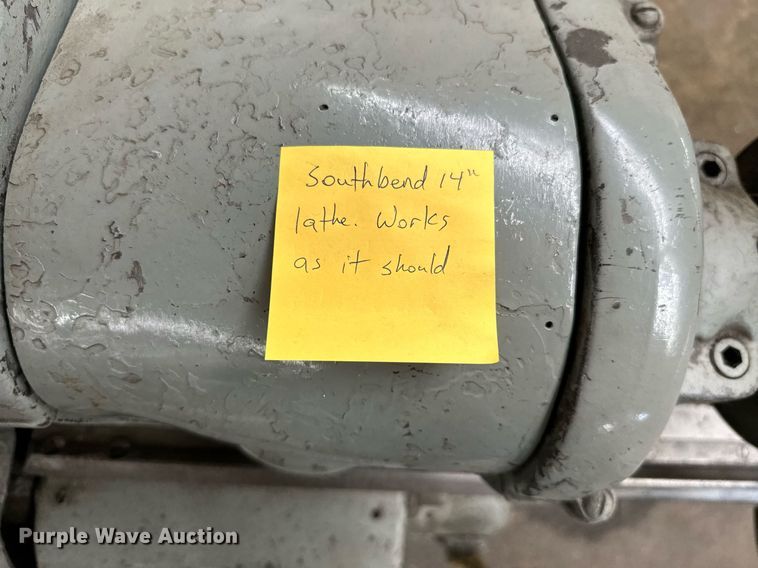 Southbend 14"
lathe. Works
as it should
Purple Wave Auction